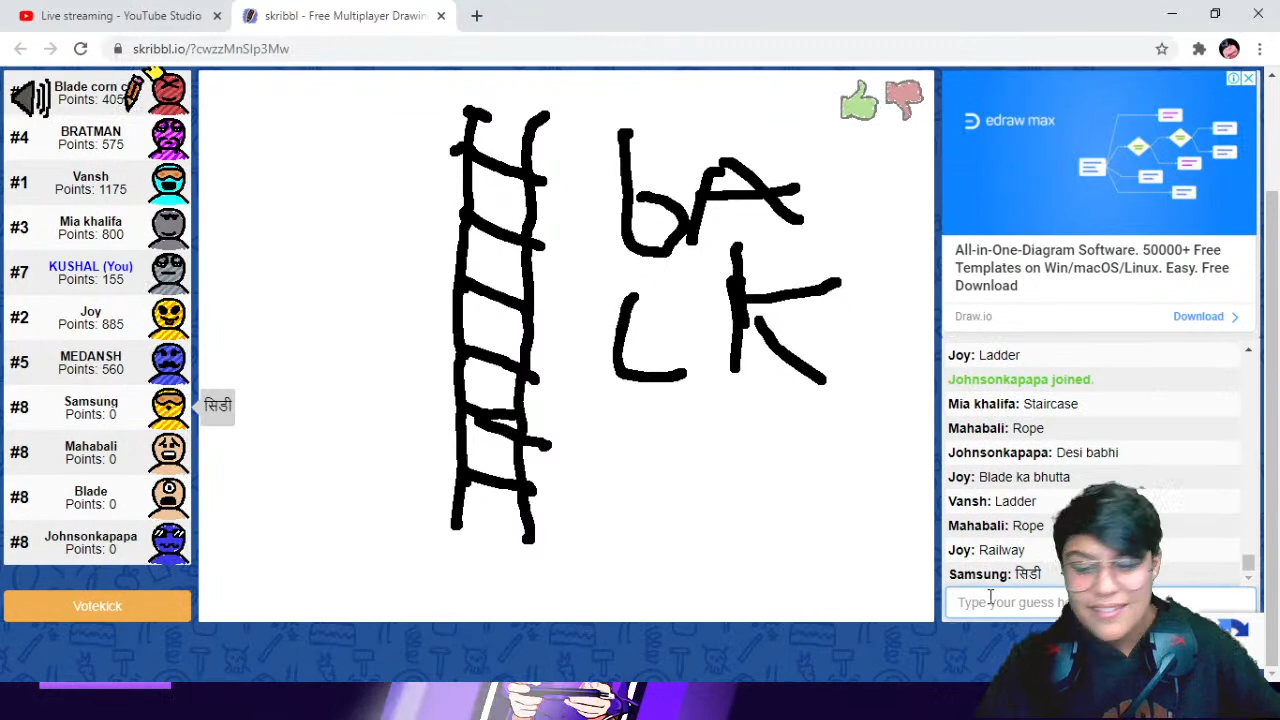 Live streaming - YouTube Studio
skribbl - Free Multiplayer Drawin
skribbl.io/?cwzzMnSIp3Mw
Blade corn c
Points: 405
#4 BRATMAN
Points: 575
#1 Vansh
Points: 1175
#3 Mia khalifa
Points: 800
#7 KUSHAL (You)
Points: 155
#2 Joy
Points: 885
#5 MEDANSH
Points: 560
#8 Samsung
Points: 0
सिडी
#8 Mahabali
Points: 0
#8 Blade
Points: 0
#8 Johnsonkapapa
Points: 0
Votekick
bA
LK
edraw max
All-in-One-Diagram Software. 50000+ Free
Templates on Win/macOS/Linux. Easy. Free
Download
Draw.io
Download
Joy: Ladder
Johnsonkapapa joined.
Mia khalifa: Staircase
Mahabali: Rope
Johnsonkapapa: Desi babhi
Joy: Blade ka bhutta
Vansh: Ladder
Mahabali: Rope
Joy: Railway
Samsung: सिडी
Type your guess h